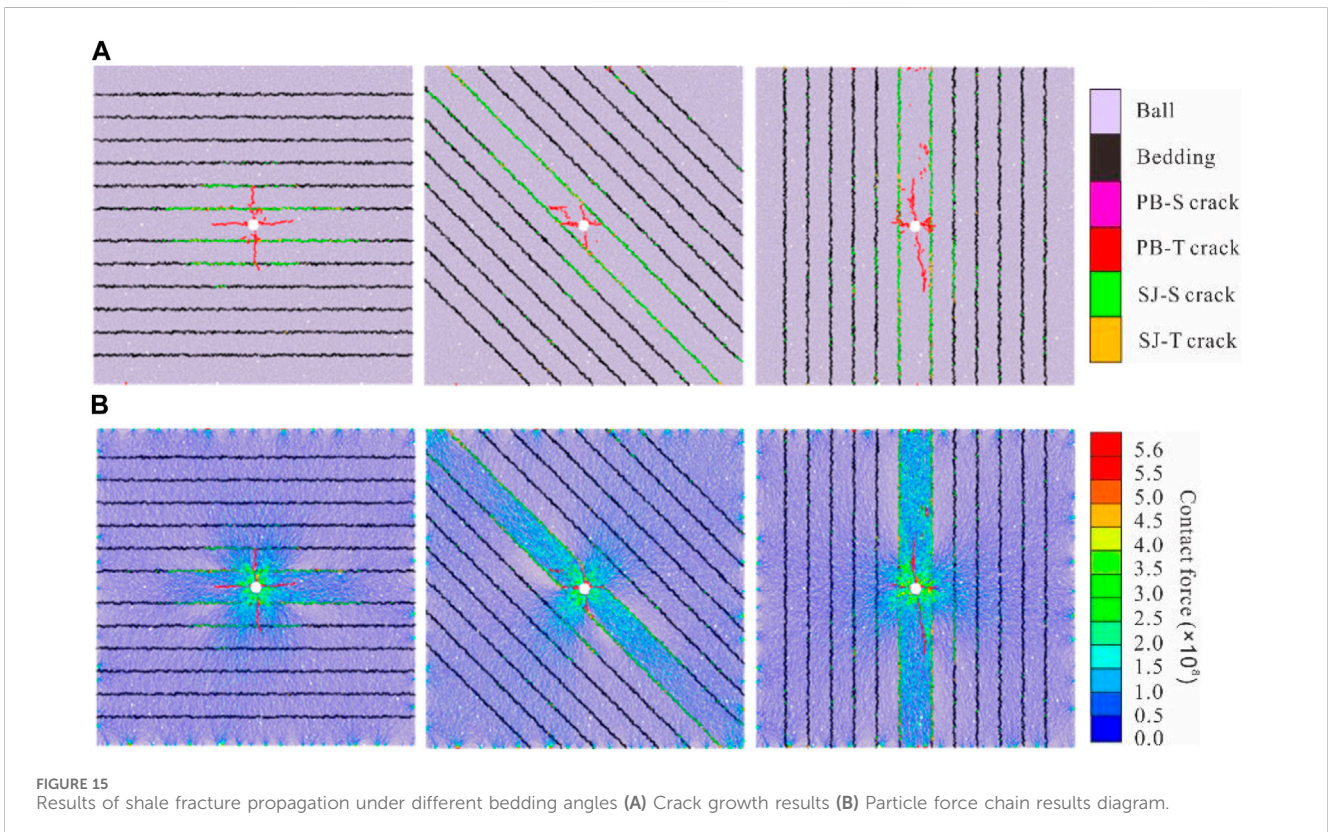 A
Ball
Bedding
PB-S crack
PB-T crack
SJ-S crack
SJ-T crack
B
5.6
5.5
5.0
4.5
4.0
3.5
3.0
2.5
2.0
1.5
1.0
0.5
0.0
Contact force (×10⁸)
FIGURE 15
Results of shale fracture propagation under different bedding angles (A) Crack growth results (B) Particle force chain results diagram.